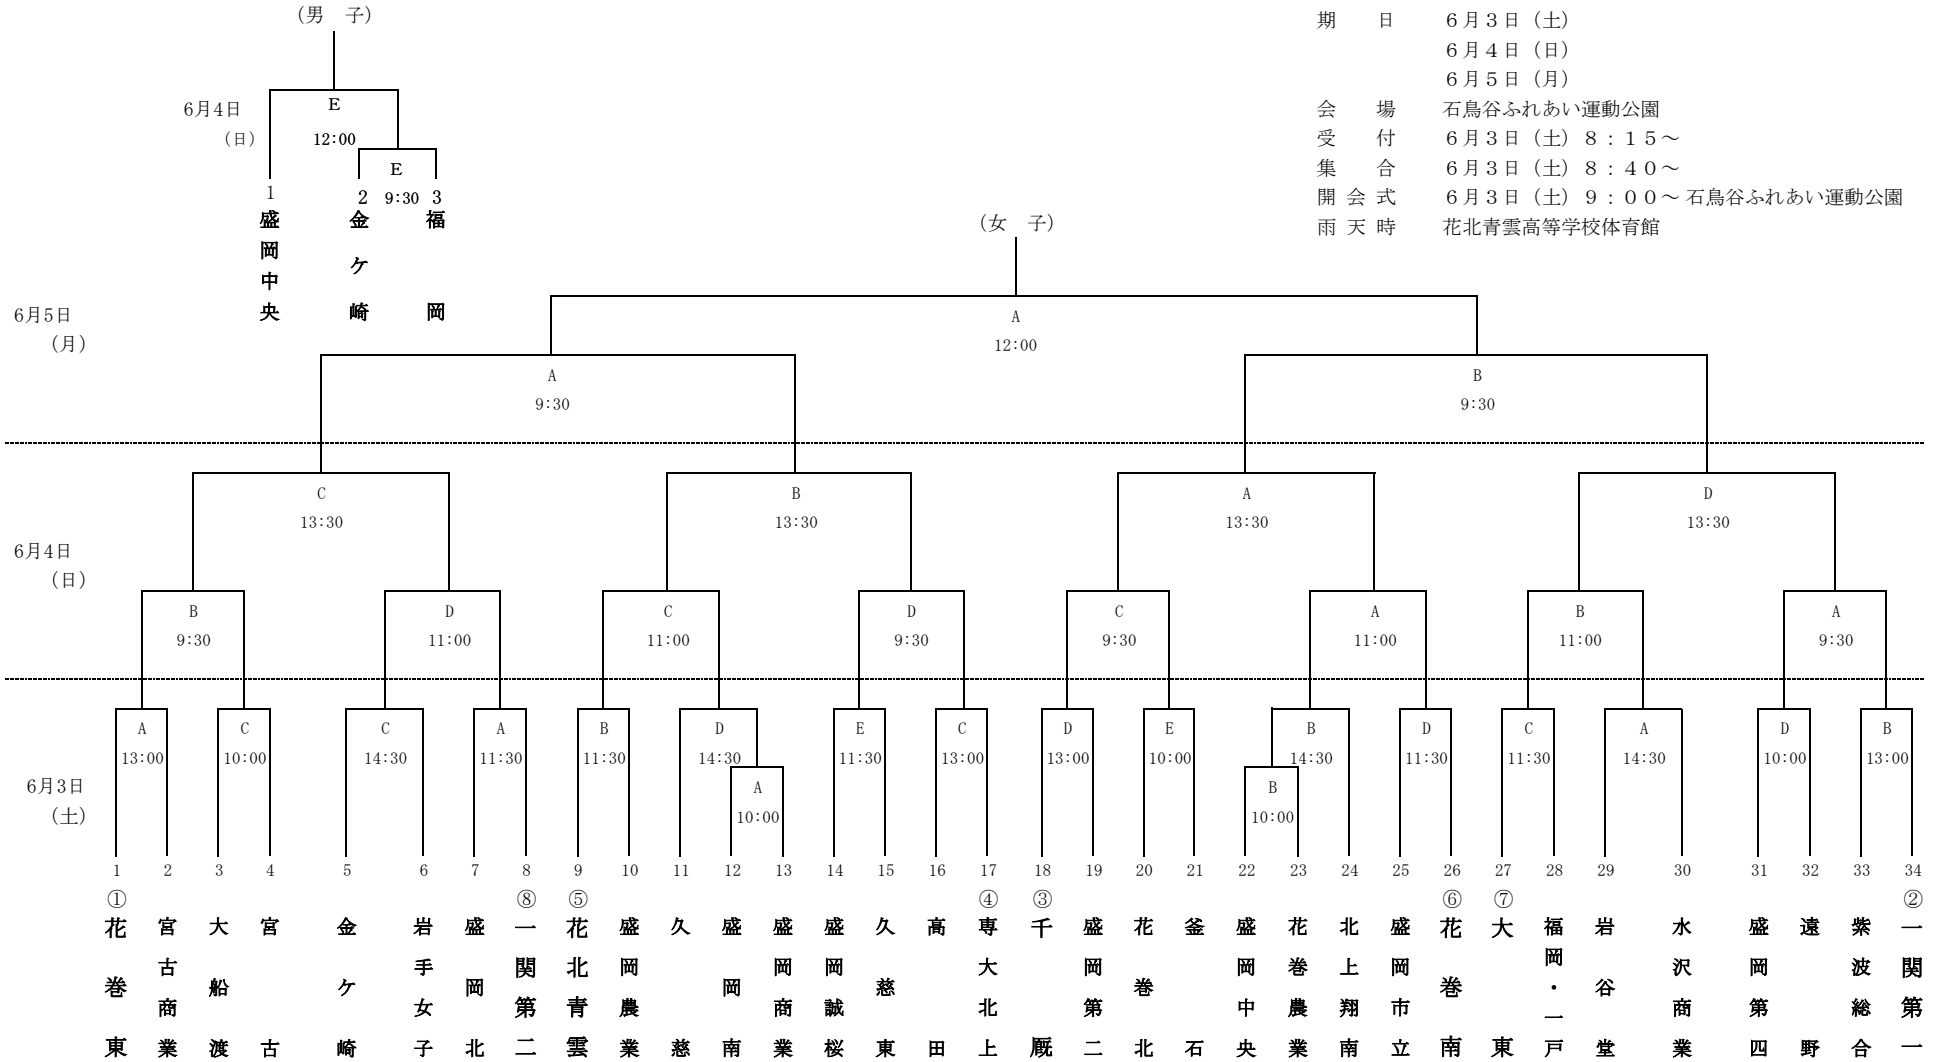 (男　子)
6月4日
(日)
E
12:00
E
9:30
1
2
3
盛岡中央
金ケ崎
福岡
期　日　6月3日（土）
6月4日（日）
6月5日（月）
会　場　石鳥谷ふれあい運動公園
受　付　6月3日（土）8：15～
集　合　6月3日（土）8：40～
開会式　6月3日（土）9：00～ 石鳥谷ふれあい運動公園
雨天時　花北青雲高等学校体育館
(女　子)
6月5日
(月)
A
12:00
A　B
9:30　9:30
6月4日
(日)
C　B　A　D
13:30　13:30　13:30　13:30
B　D　C　D　C　A　B　A
9:30　11:00　11:00　9:30　9:30　11:00　11:00　9:30
6月3日
(土)
A　C　C　A　B　D　E　C　D　E　B　D　C　A　D　B
13:00　10:00　14:30　11:30　11:30　14:30　11:30　13:00　13:00　10:00　14:30　11:30　11:30　14:30　10:00　13:00
A　B
10:00　10:00
1　2　3　4　5　6　7　8　9　10　11　12　13　14　15　16　17　18　19　20　21　22　23　24　25　26　27　28　29　30　31　32　33　34
①　⑧　⑤　④　③　⑥　⑦　②
花巻東
宮古商業
大船渡
宮古
金ケ崎
岩手女子
盛岡北
一関第二
花北青雲
盛岡農業
久慈
盛岡南
盛岡商業
盛岡誠桜
久慈東
高田
専大北上
千厩
盛岡第二
花巻北
釜石
盛岡中央
花巻農業
北上翔南
盛岡市立
花巻南
大東
福岡・一戸
岩谷堂
水沢商業
盛岡第四
遠野
紫波総合
一関第一